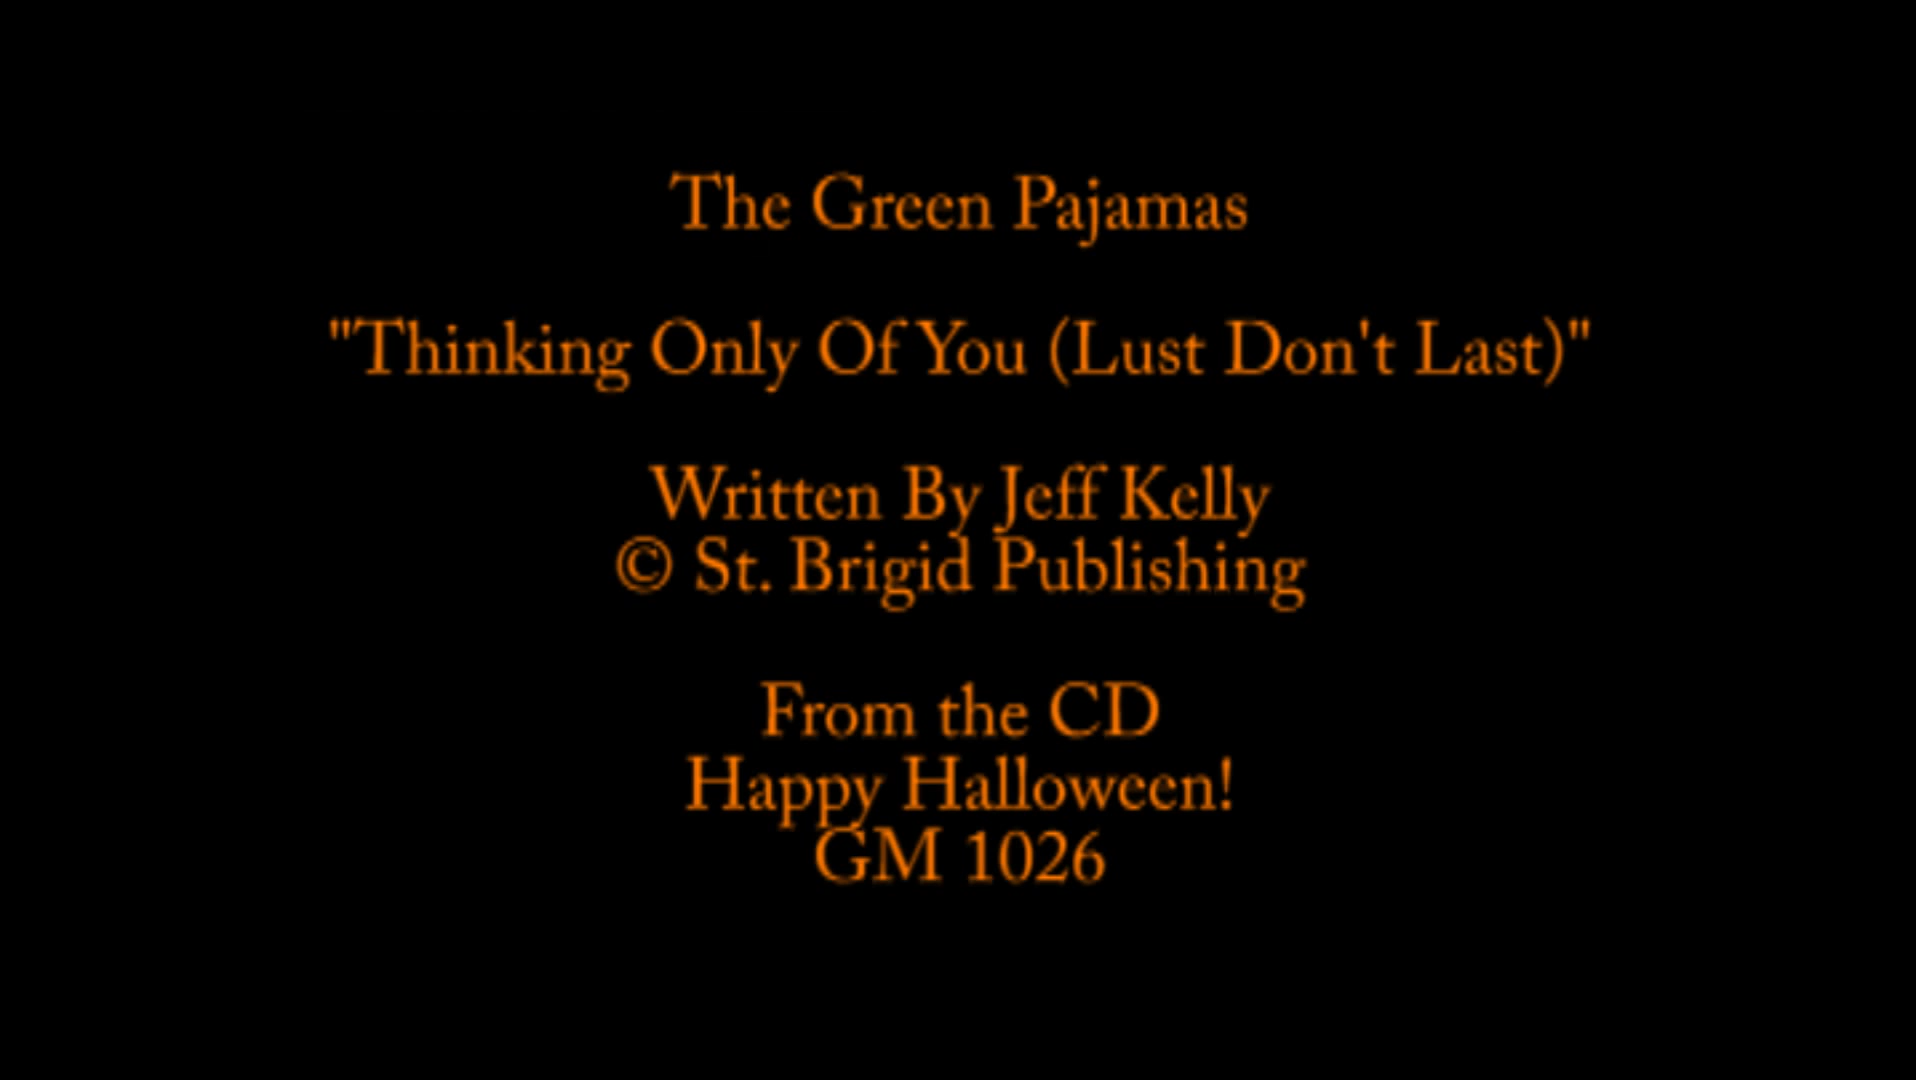 The Green Pajamas
"Thinking Only Of You (Lust Don't Last)"
Written By Jeff Kelly
© St. Brigid Publishing
From the CD
Happy Halloween!
GM 1026